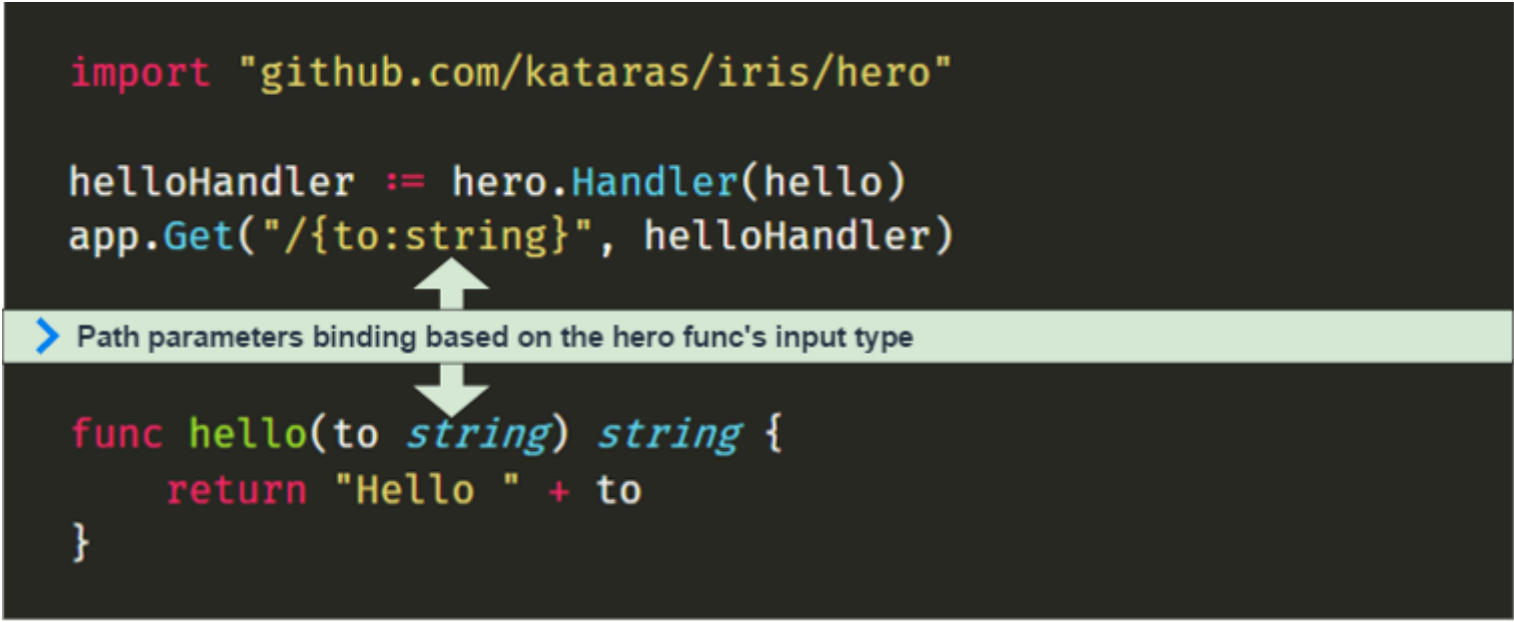 import "github.com/kataras/iris/hero"
helloHandler := hero.Handler(hello)
app.Get("/{to:string}", helloHandler)
Path parameters binding based on the hero func's input type
func hello(to string) string {
    return "Hello " + to
}